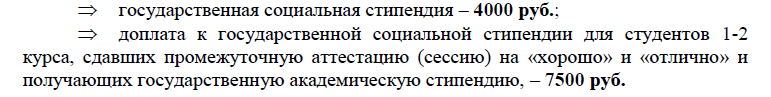 ⇒ государственная социальная стипендия – 4000 руб.;
⇒ доплата к государственной социальной стипендии для студентов 1-2
курса, сдавших промежуточную аттестацию (сессию) на «хорошо» и «отлично» и
получающих государственную академическую стипендию, – 7500 руб.